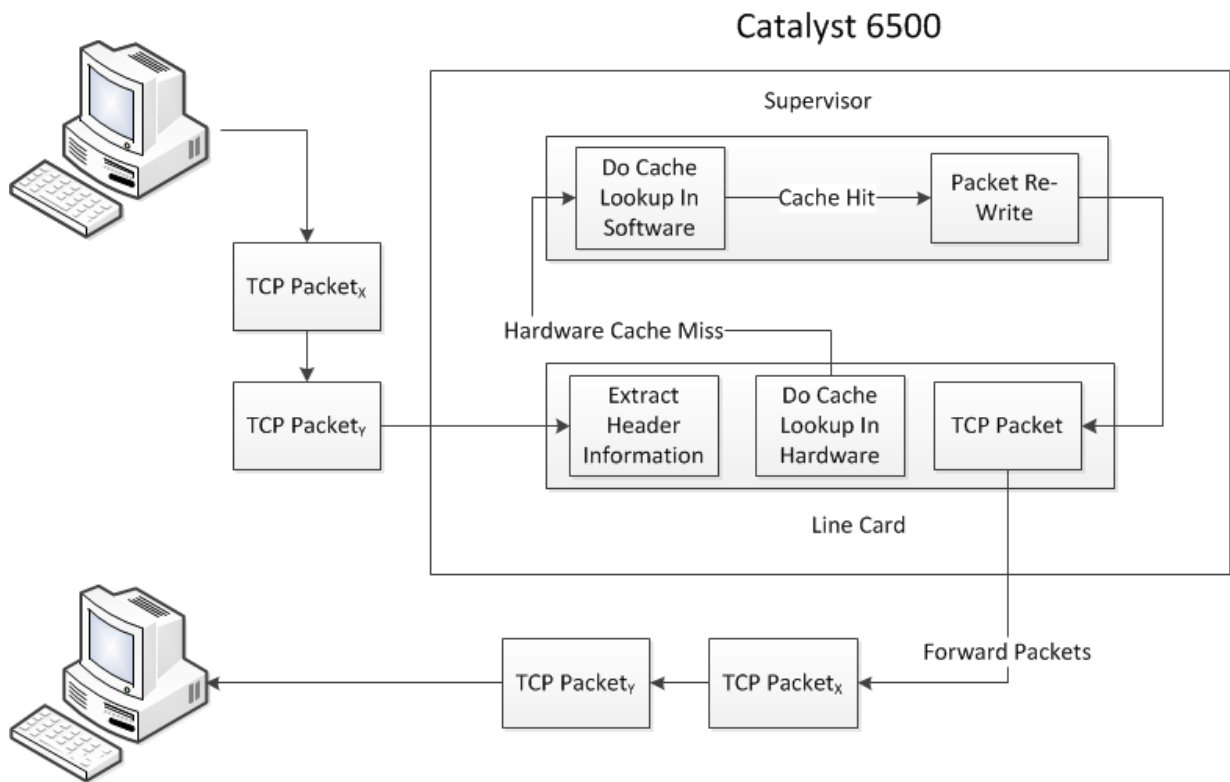 Catalyst 6500
Supervisor
Do Cache
Lookup In
Software
Cache Hit
Packet Re-
Write
TCP PacketX
Hardware Cache Miss
TCP PacketY
Extract
Header
Information
Do Cache
Lookup In
Hardware
TCP Packet
Line Card
Forward Packets
TCP PacketY
TCP PacketX